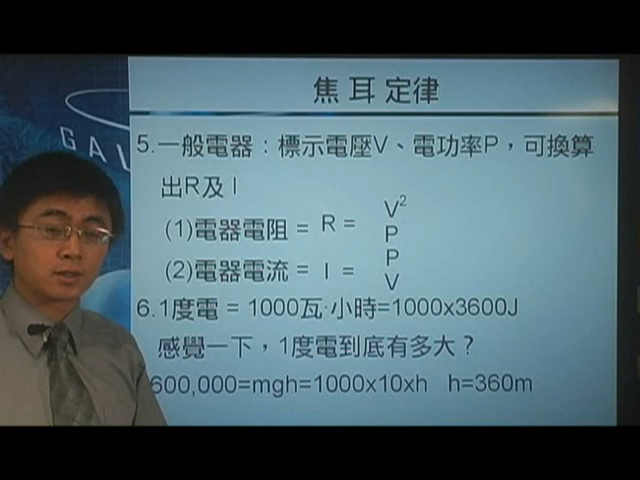 焦耳定律
GAL
5.一般電器：標示電壓V、電功率P，可換算
出R及I
(1)電器電阻 = R = V²
P
(2)電器電流 = I = P
V
6.1度電 = 1000瓦·小時=1000x3600J
感覺一下，1度電到底有多大？
600,000=mgh=1000x10xh h=360m